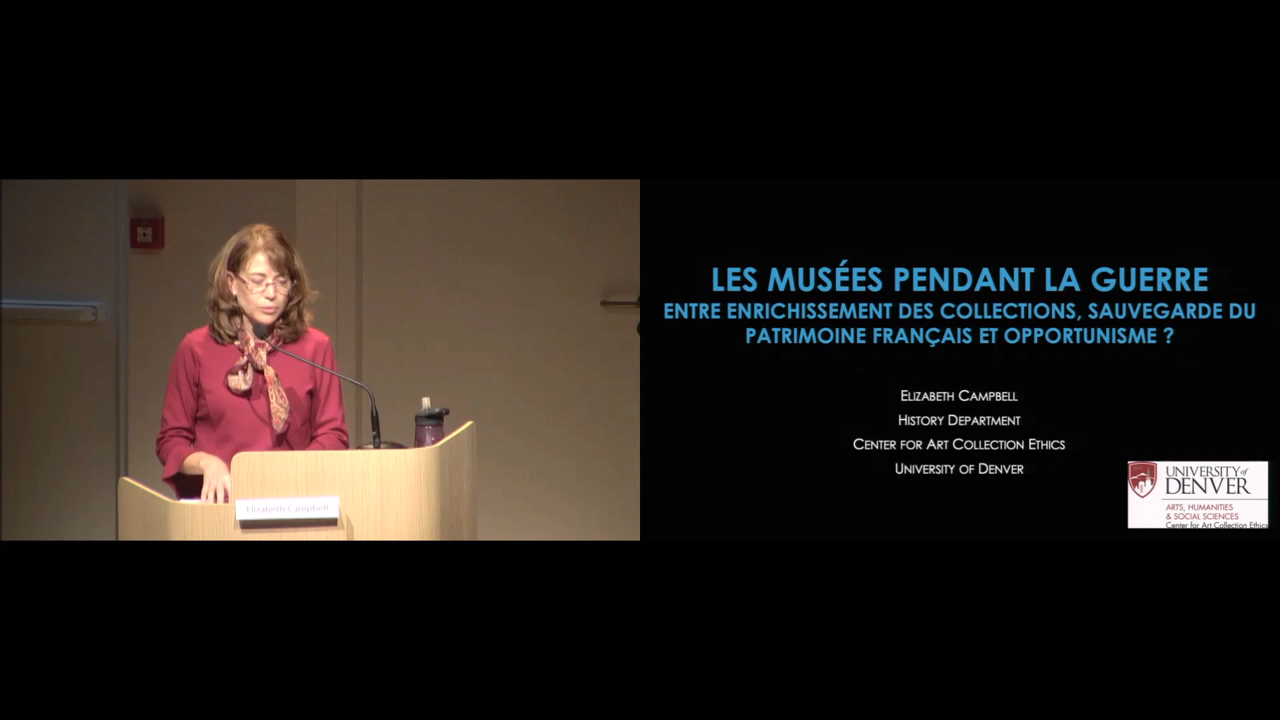 Elizabeth Campbell
LES MUSÉES PENDANT LA GUERRE
ENTRE ENRICHISSEMENT DES COLLECTIONS, SAUVEGARDE DU
PATRIMOINE FRANÇAIS ET OPPORTUNISME ?
ELIZABETH CAMPBELL
HISTORY DEPARTMENT
CENTER FOR ART COLLECTION ETHICS
UNIVERSITY OF DENVER
UNIVERSITY of
DENVER
ARTS, HUMANITIES
& SOCIAL SCIENCES
Center for Art Collection Ethics